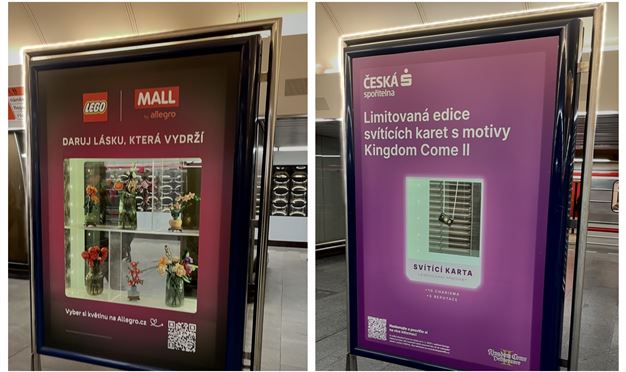 LEGO
MALL
by allegro
DARUJ LÁSKU, KTERÁ VYDRŽÍ
Vyber si květinu na Allegro.cz
ČESKÁ
spořitelna
Limitovaná edice
svítících karet s motivy
Kingdom Come II
SVÍTÍCÍ KARTA
+10 CHARISMA
+5 REPUTACE
Kingdom Come
Deliverance